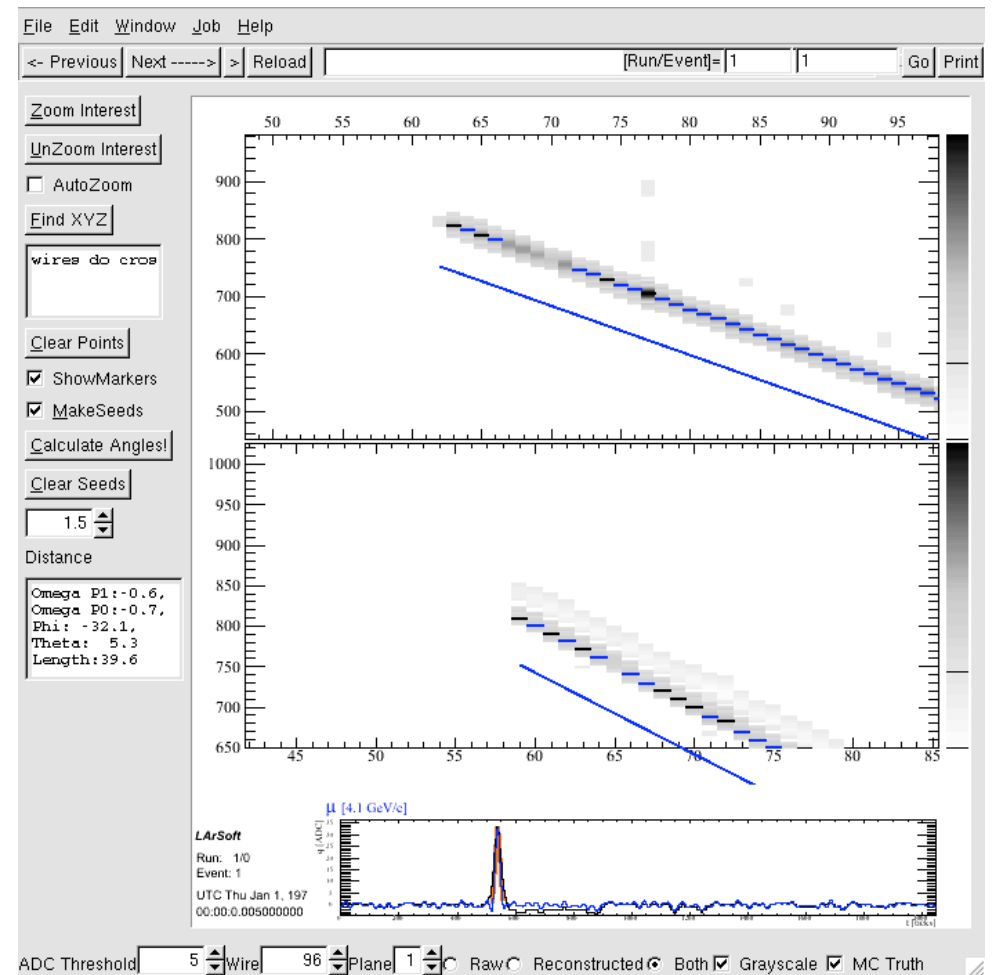 File Edit Window Job Help
<- Previous Next -----> > Reload [Run/Event]= 1 1 Go Print
Zoom Interest
UnZoom Interest
AutoZoom
Find XYZ
wires do cros
Clear Points
ShowMarkers
MakeSeeds
Calculate Angles!
Clear Seeds
1.5
Distance
Omega P1:-0.6,
Omega P0:-0.7,
Phi: -32.1,
Theta: 5.3
Length:39.6
50 55 60 65 70 75 80 85 90 95
900
800
700
600
500
1000
950
900
850
800
750
700
650
45 50 55 60 65 70 75 80 85
μ [4.1 GeV/c]
LArSoft
Run: 1/0
Event: 1
UTC Thu Jan 1, 197
00:00:0.005000000
q [ADC]
t [ticks]
ADC Threshold 5 Wire 96 Plane 1 Raw Reconstructed Both Grayscale MC Truth